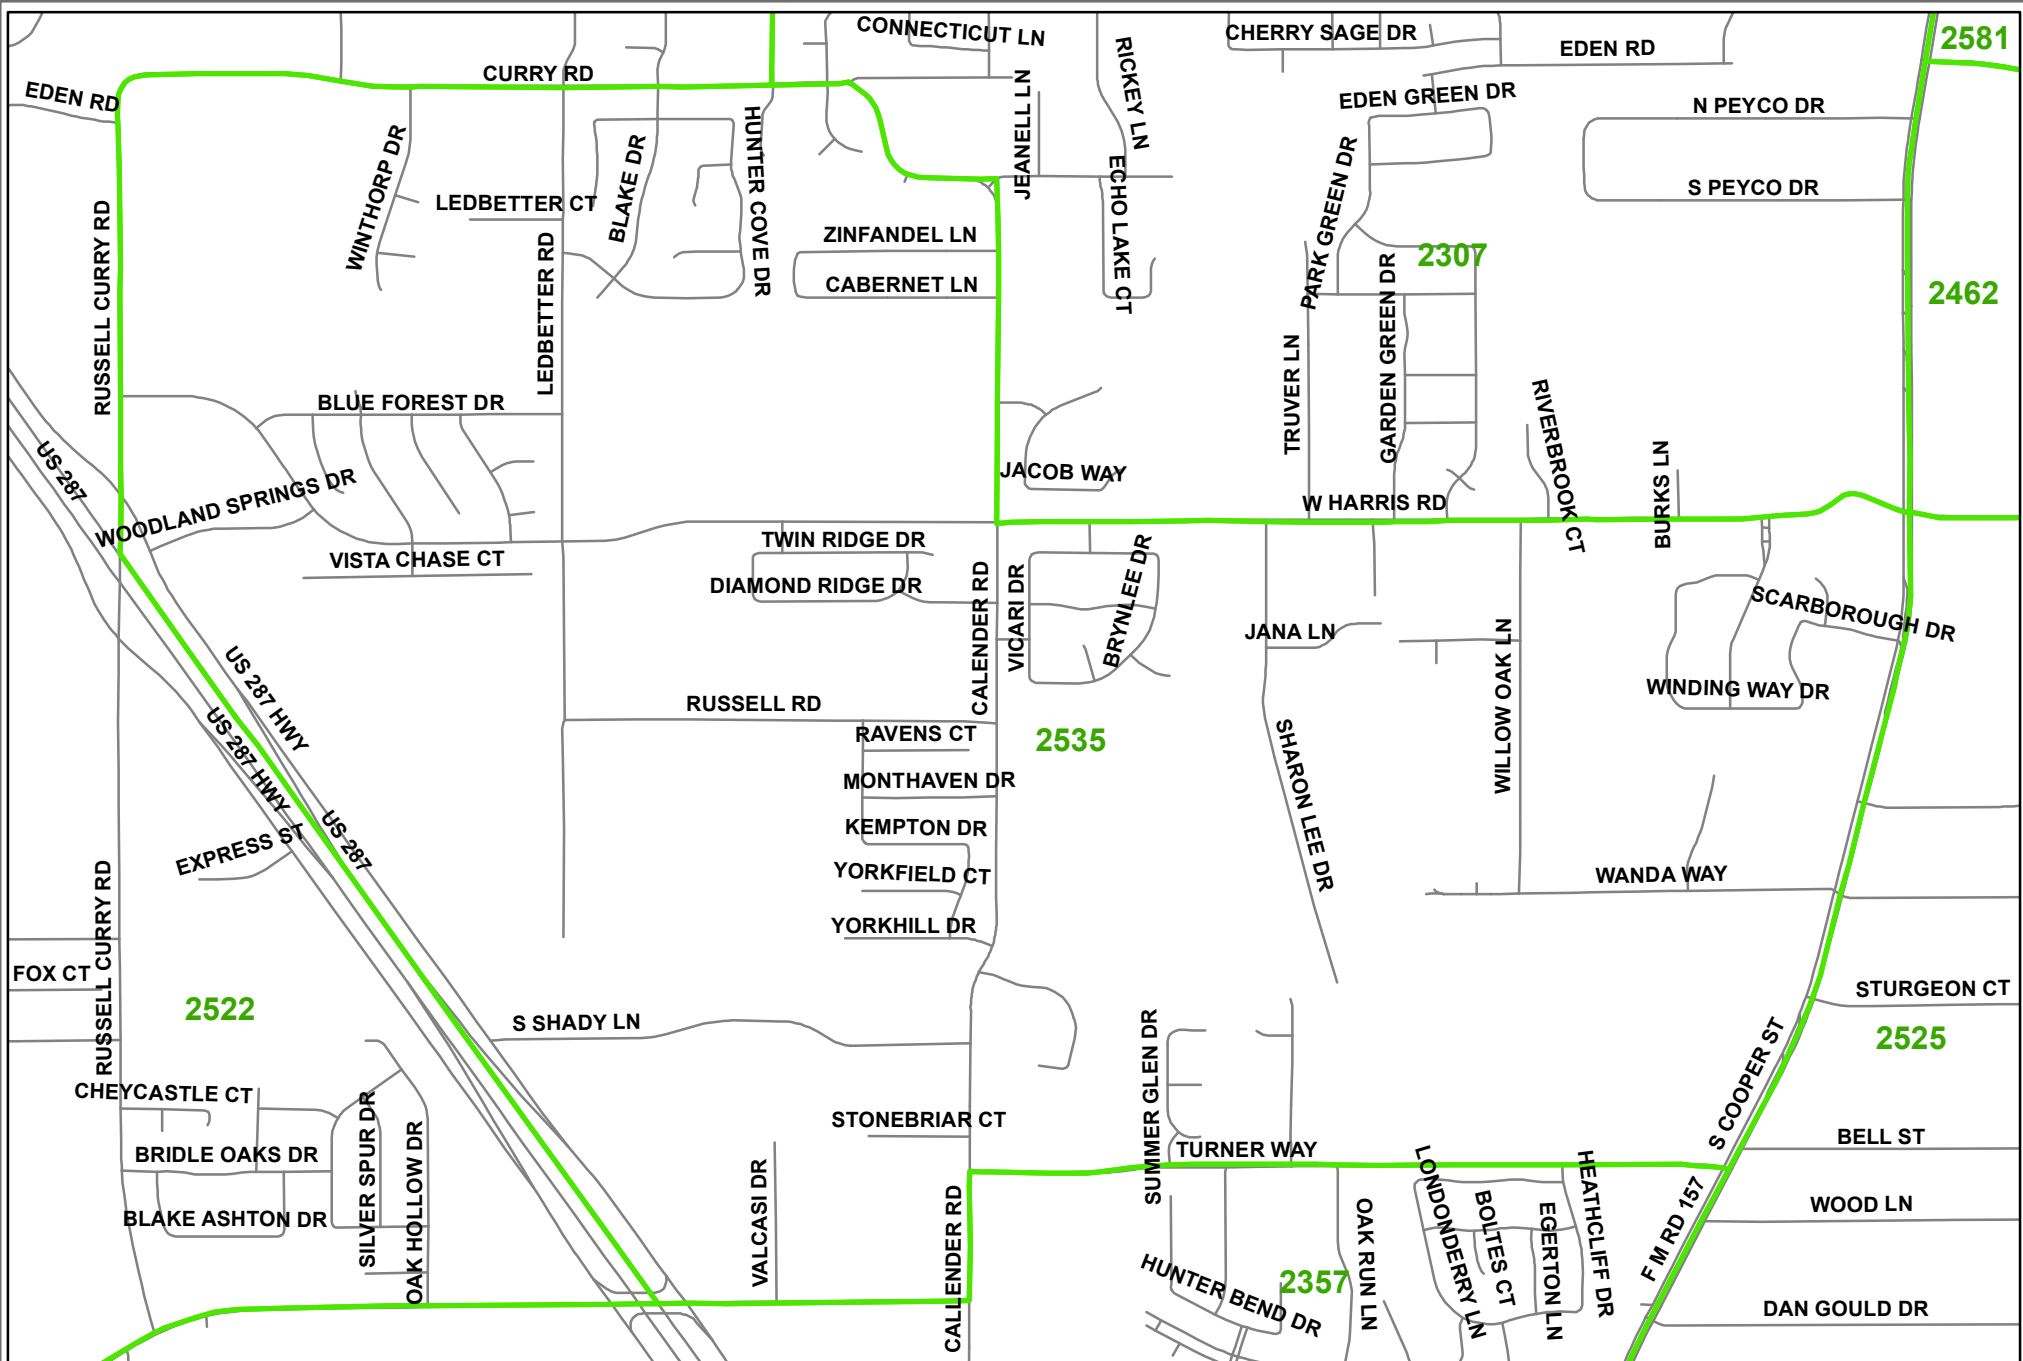 CONNECTICUT LN
CHERRY SAGE DR
EDEN RD
2581
CURRY RD
RICKEY LN
EDEN RD
EDEN GREEN DR
N PEYCO DR
WINTHORP DR
BLAKE DR
HUNTER COVE DR
JEANELL LN
ECHO LAKE CT
PARK GREEN DR
S PEYCO DR
RUSSELL CURRY RD
LEDBETTER CT
LEDBETTER RD
ZINFANDEL LN
CABERNET LN
2307
2462
GARDEN GREEN DR
TRUVER LN
BLUE FOREST DR
RIVERBROOK CT
BURKS LN
US 287
WOODLAND SPRINGS DR
JACOB WAY
W HARRIS RD
VISTA CHASE CT
TWIN RIDGE DR
DIAMOND RIDGE DR
CALENDER RD
VICARI DR
BRYNLEE DR
JANA LN
WILLOW OAK LN
SCARBOROUGH DR
WINDING WAY DR
US 287 HWY
US 287 HWY
RUSSELL RD
RAVENS CT
2535
SHARON LEE DR
MONTHAVEN DR
KEMPTON DR
US 287
EXPRESS ST
YORKFIELD CT
WANDA WAY
YORKHILL DR
RUSSELL CURRY RD
FOX CT
2522
STURGEON CT
S SHADY LN
2525
SUMMER GLEN DR
S COOPER ST
CHEYCASTLE CT
STONEBRIAR CT
BRIDLE OAKS DR
SILVER SPUR DR
OAK HOLLOW DR
TURNER WAY
BELL ST
BLAKE ASHTON DR
VALCASI DR
CALLENDER RD
HUNTER BEND DR
2357
OAK RUN LN
LONDONDERRY LN
BOLTES CT
EGERTON LN
HEATHCLIFF DR
F M RD 157
WOOD LN
DAN GOULD DR